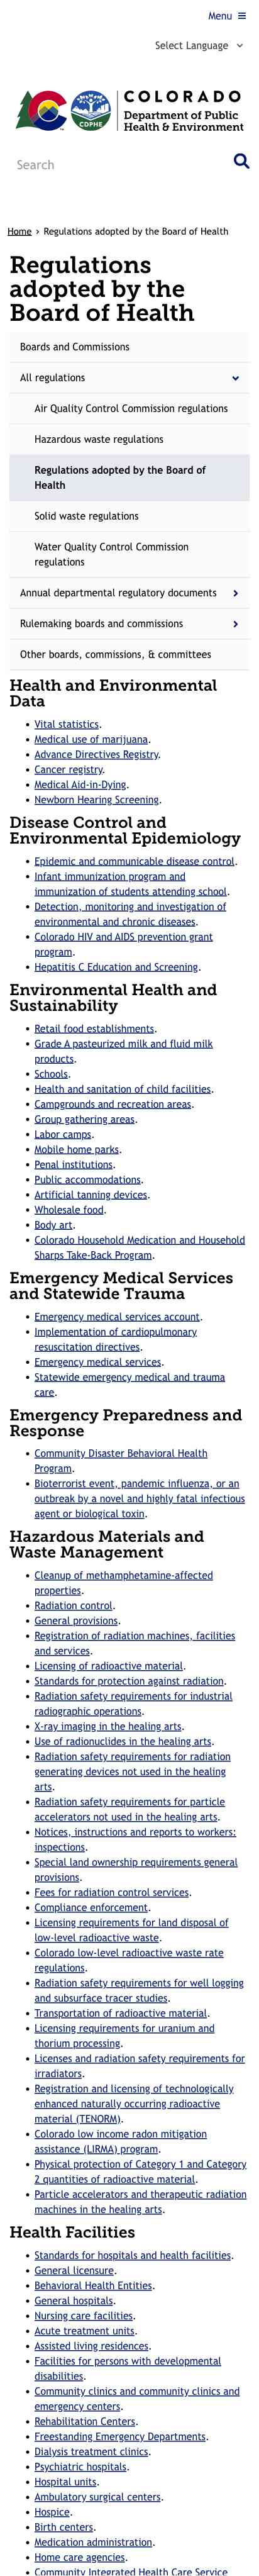 Menu
Select Language
COLORADO
Department of Public
Health & Environment
CDPHE
Search
Home › Regulations adopted by the Board of Health
Regulations
adopted by the
Board of Health
Boards and Commissions
All regulations
Air Quality Control Commission regulations
Hazardous waste regulations
Regulations adopted by the Board of
Health
Solid waste regulations
Water Quality Control Commission
regulations
Annual departmental regulatory documents
Rulemaking boards and commissions
Other boards, commissions, & committees
Health and Environmental
Data
• Vital statistics.
• Medical use of marijuana.
• Advance Directives Registry.
• Cancer registry.
• Medical Aid-in-Dying.
• Newborn Hearing Screening.
Disease Control and
Environmental Epidemiology
• Epidemic and communicable disease control.
• Infant immunization program and
immunization of students attending school.
• Detection, monitoring and investigation of
environmental and chronic diseases.
• Colorado HIV and AIDS prevention grant
program.
• Hepatitis C Education and Screening.
Environmental Health and
Sustainability
• Retail food establishments.
• Grade A pasteurized milk and fluid milk
products.
• Schools.
• Health and sanitation of child facilities.
• Campgrounds and recreation areas.
• Group gathering areas.
• Labor camps.
• Mobile home parks.
• Penal institutions.
• Public accommodations.
• Artificial tanning devices.
• Wholesale food.
• Body art.
• Colorado Household Medication and Household
Sharps Take-Back Program.
Emergency Medical Services
and Statewide Trauma
• Emergency medical services account.
• Implementation of cardiopulmonary
resuscitation directives.
• Emergency medical services.
• Statewide emergency medical and trauma
care.
Emergency Preparedness and
Response
• Community Disaster Behavioral Health
Program.
• Bioterrorist event, pandemic influenza, or an
outbreak by a novel and highly fatal infectious
agent or biological toxin.
Hazardous Materials and
Waste Management
• Cleanup of methamphetamine-affected
properties.
• Radiation control.
• General provisions.
• Registration of radiation machines, facilities
and services.
• Licensing of radioactive material.
• Standards for protection against radiation.
• Radiation safety requirements for industrial
radiographic operations.
• X-ray imaging in the healing arts.
• Use of radionuclides in the healing arts.
• Radiation safety requirements for radiation
generating devices not used in the healing
arts.
• Radiation safety requirements for particle
accelerators not used in the healing arts.
• Notices, instructions and reports to workers:
inspections.
• Special land ownership requirements general
provisions.
• Fees for radiation control services.
• Compliance enforcement.
• Licensing requirements for land disposal of
low-level radioactive waste.
• Colorado low-level radioactive waste rate
regulations.
• Radiation safety requirements for well logging
and subsurface tracer studies.
• Transportation of radioactive material.
• Licensing requirements for uranium and
thorium processing.
• Licenses and radiation safety requirements for
irradiators.
• Registration and licensing of technologically
enhanced naturally occurring radioactive
material (TENORM).
• Colorado low income radon mitigation
assistance (LIRMA) program.
• Physical protection of Category 1 and Category
2 quantities of radioactive material.
• Particle accelerators and therapeutic radiation
machines in the healing arts.
Health Facilities
• Standards for hospitals and health facilities.
• General licensure.
• Behavioral Health Entities.
• General hospitals.
• Nursing care facilities.
• Acute treatment units.
• Assisted living residences.
• Facilities for persons with developmental
disabilities.
• Community clinics and community clinics and
emergency centers.
• Rehabilitation Centers.
• Freestanding Emergency Departments.
• Dialysis treatment clinics.
• Psychiatric hospitals.
• Hospital units.
• Ambulatory surgical centers.
• Hospice.
• Birth centers.
• Medication administration.
• Home care agencies.
• Community Integrated Health Care Service